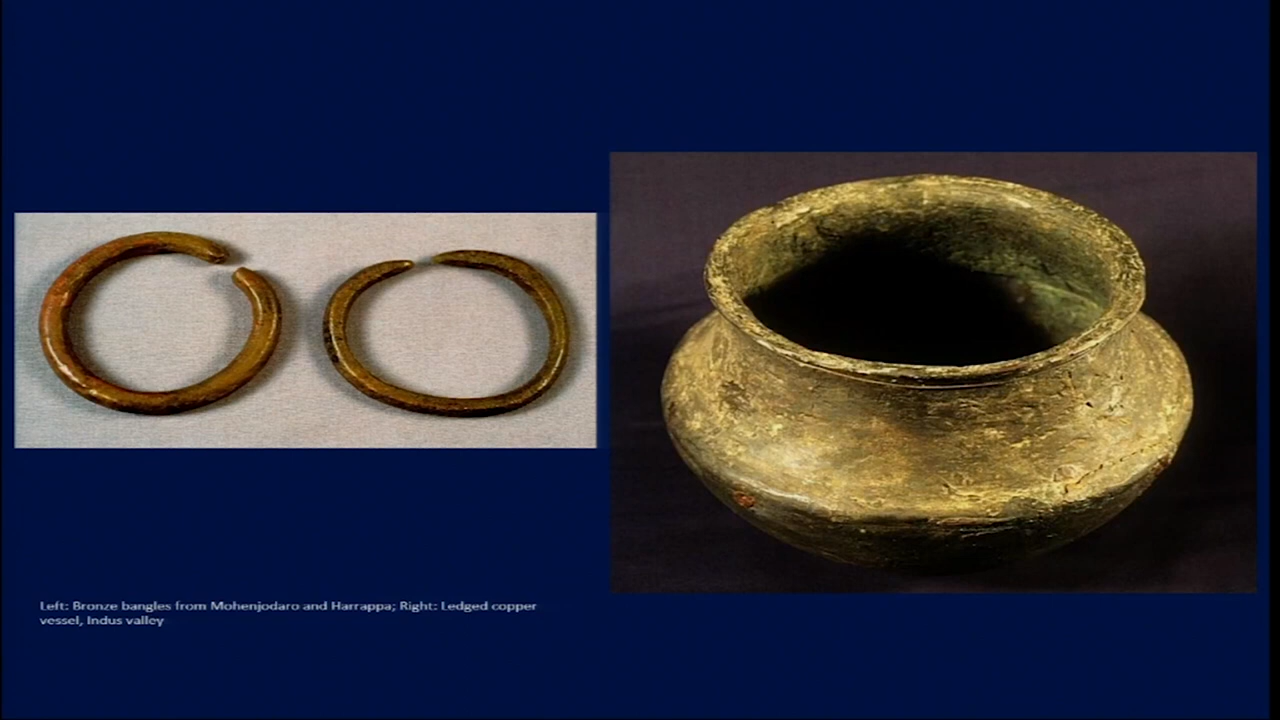 Left: Bronze bangles from Mohenjodaro and Harrappa; Right: Ledged copper
vessel, Indus valley